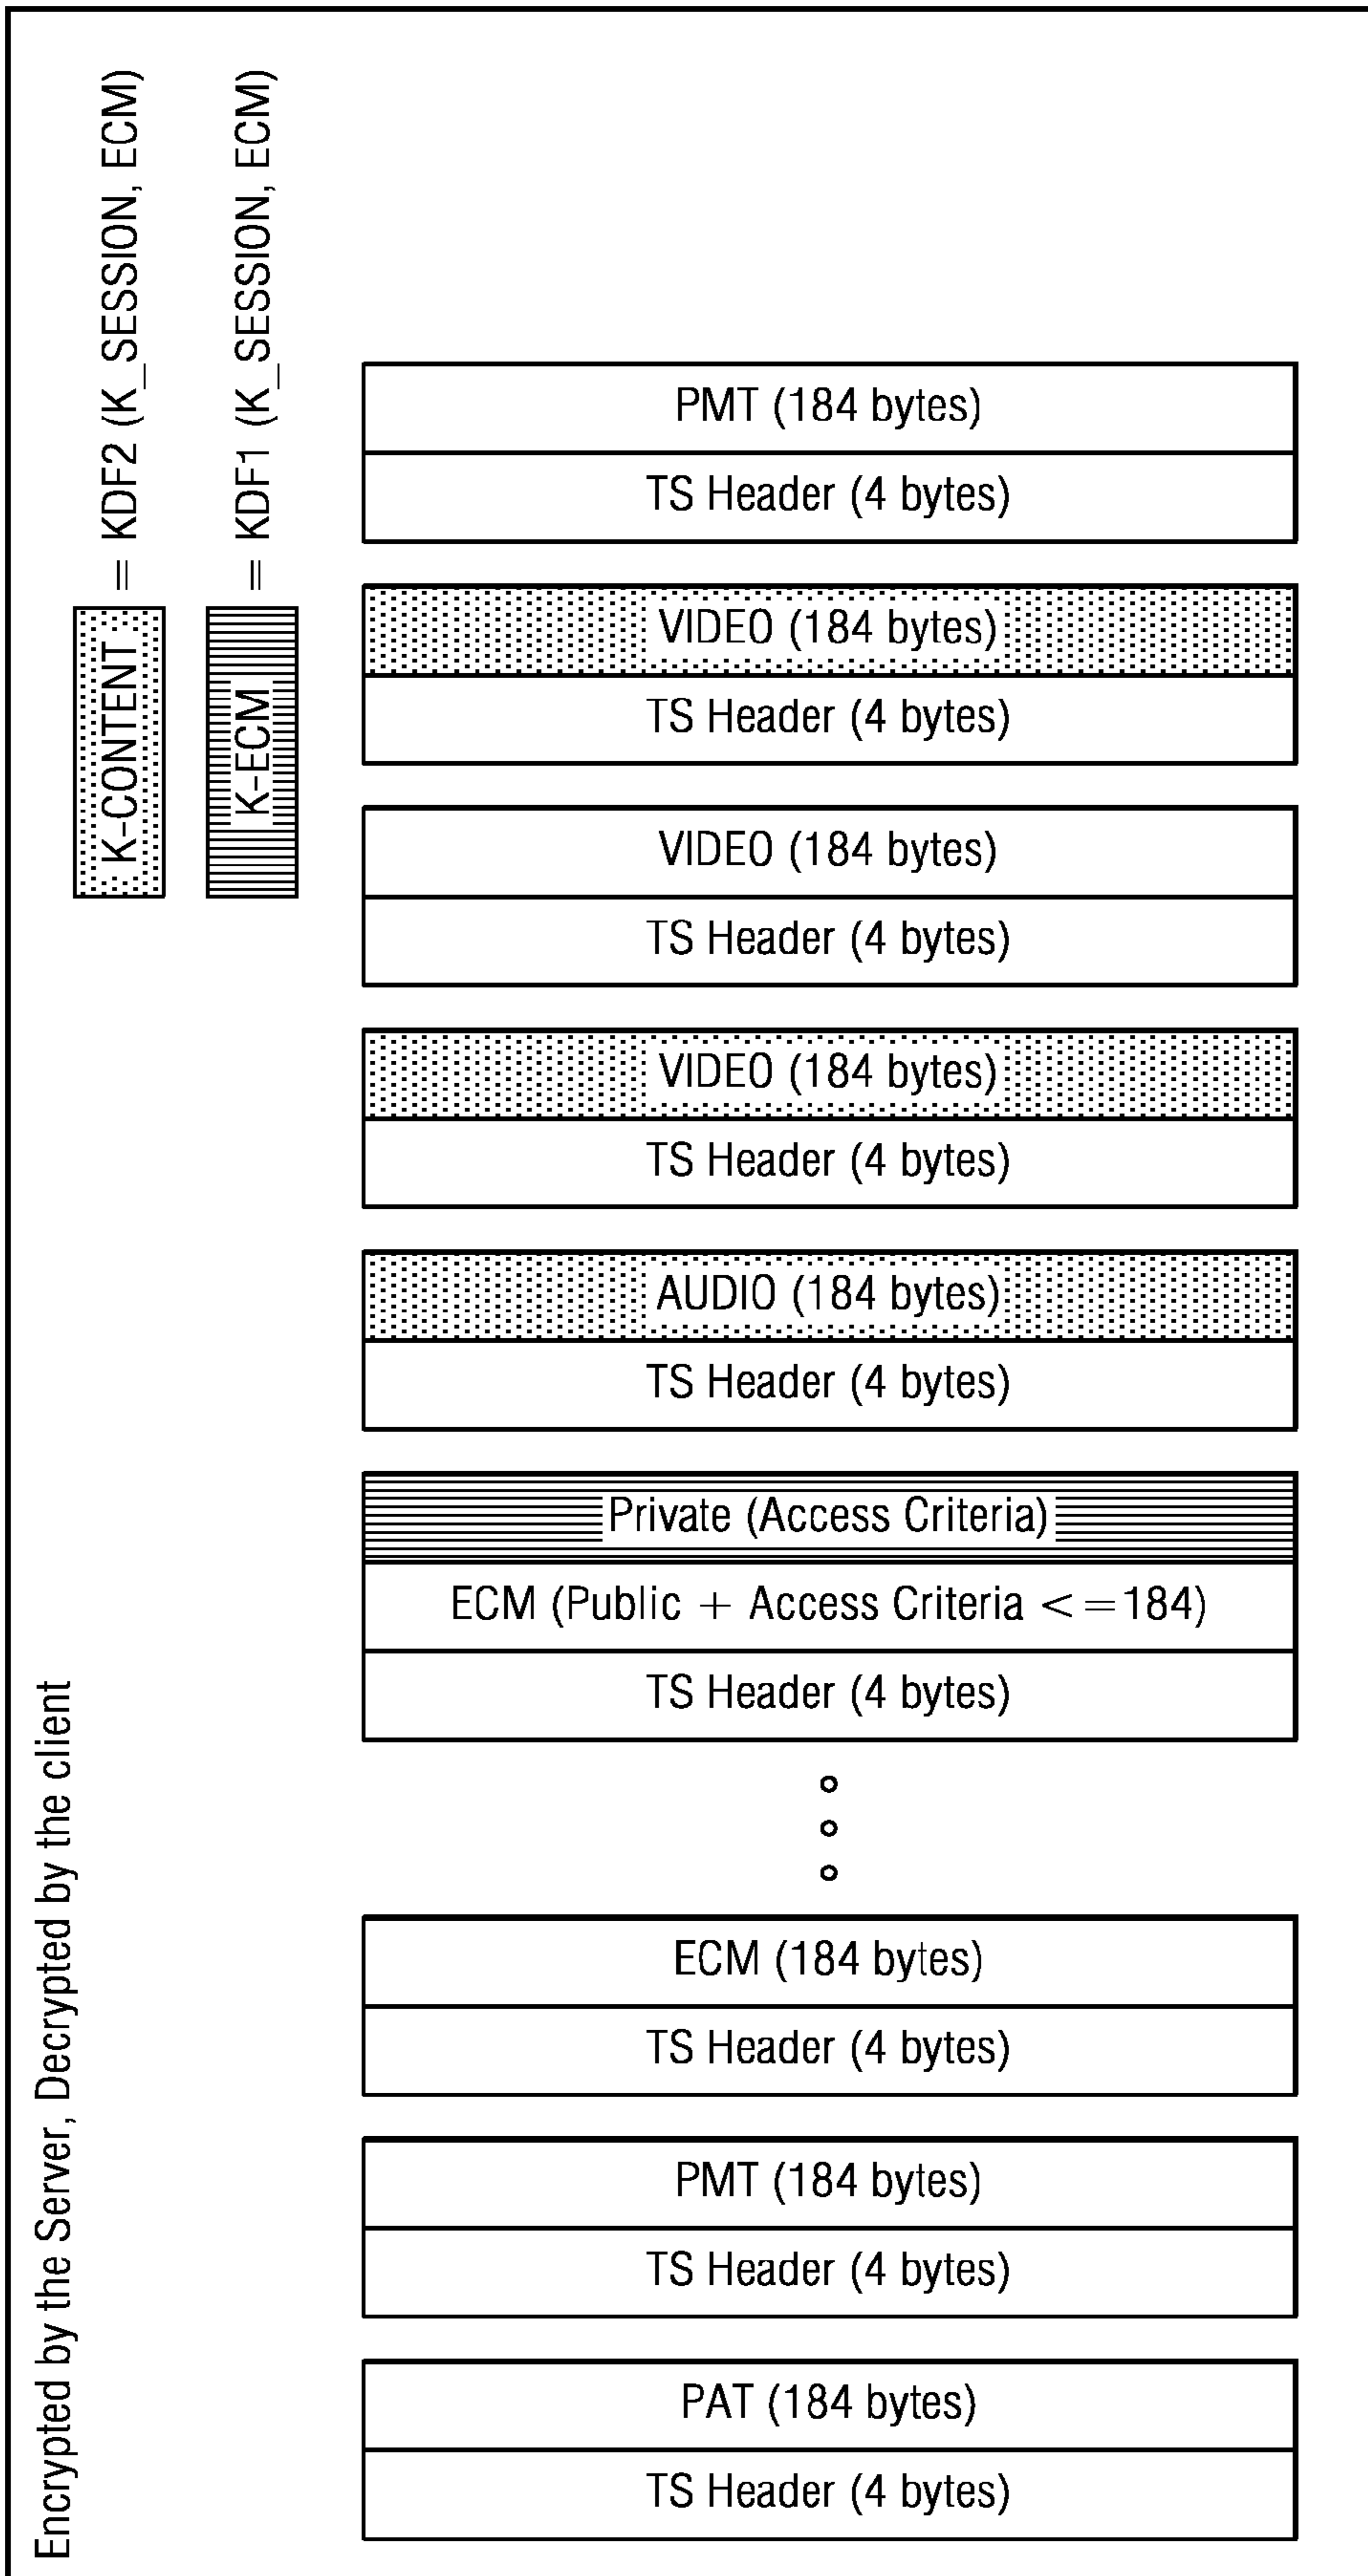 K-CONTENT = KDF2 (K_SESSION, ECM)
K-ECM = KDF1 (K_SESSION, ECM)
PMT (184 bytes)
TS Header (4 bytes)
VIDEO (184 bytes)
TS Header (4 bytes)
VIDEO (184 bytes)
TS Header (4 bytes)
VIDEO (184 bytes)
TS Header (4 bytes)
AUDIO (184 bytes)
TS Header (4 bytes)
Private (Access Criteria)
ECM (Public + Access Criteria <=184)
TS Header (4 bytes)
ECM (184 bytes)
TS Header (4 bytes)
PMT (184 bytes)
TS Header (4 bytes)
PAT (184 bytes)
TS Header (4 bytes)
Encrypted by the Server, Decrypted by the client